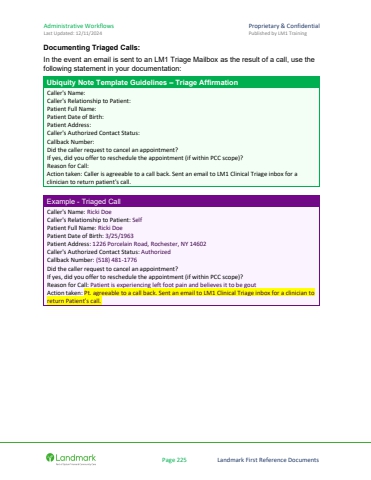 Administrative Workflows
Proprietary & Confidential
Last Updated: 12/11/2024
Published by LM1 Training
Documenting Triaged Calls:
In the event an email is sent to an LM1 Triage Mailbox as the result of a call, use the
following statement in your documentation:
Ubiquity Note Template Guidelines – Triage Affirmation
Caller's Name:
Caller's Relationship to Patient:
Patient Full Name:
Patient Date of Birth:
Patient Address:
Caller's Authorized Contact Status:
Callback Number:
Did the caller request to cancel an appointment?
If yes, did you offer to reschedule the appointment (if within PCC scope)?
Reason for Call:
Action taken: Caller is agreeable to a call back. Sent an email to LM1 Clinical Triage inbox for a
clinician to return patient's call.
Example - Triaged Call
Caller's Name: Ricki Doe
Caller's Relationship to Patient: Self
Patient Full Name: Ricki Doe
Patient Date of Birth: 3/25/1963
Patient Address: 1226 Porcelain Road, Rochester, NY 14602
Caller's Authorized Contact Status: Authorized
Callback Number: (518) 481-1776
Did the caller request to cancel an appointment?
If yes, did you offer to reschedule the appointment (if within PCC scope)?
Reason for Call: Patient is experiencing left foot pain and believes it to be gout
Action taken: Pt. agreeable to a call back. Sent an email to LM1 Clinical Triage inbox for a clinician to
return Patient's call.
Landmark
Page 225
Landmark First Reference Documents